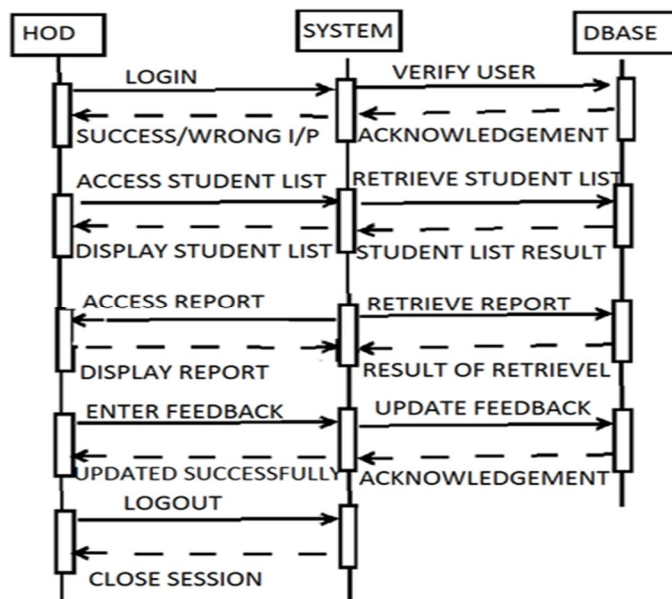 HOD
SYSTEM
DBASE
LOGIN
VERIFY USER
SUCCESS/WRONG I/P
ACKNOWLEDGEMENT
ACCESS STUDENT LIST
RETRIEVE STUDENT LIST
DISPLAY STUDENT LIST
STUDENT LIST RESULT
ACCESS REPORT
RETRIEVE REPORT
DISPLAY REPORT
RESULT OF RETRIEVEL
ENTER FEEDBACK
UPDATE FEEDBACK
UPDATED SUCCESSFULLY
ACKNOWLEDGEMENT
LOGOUT
CLOSE SESSION